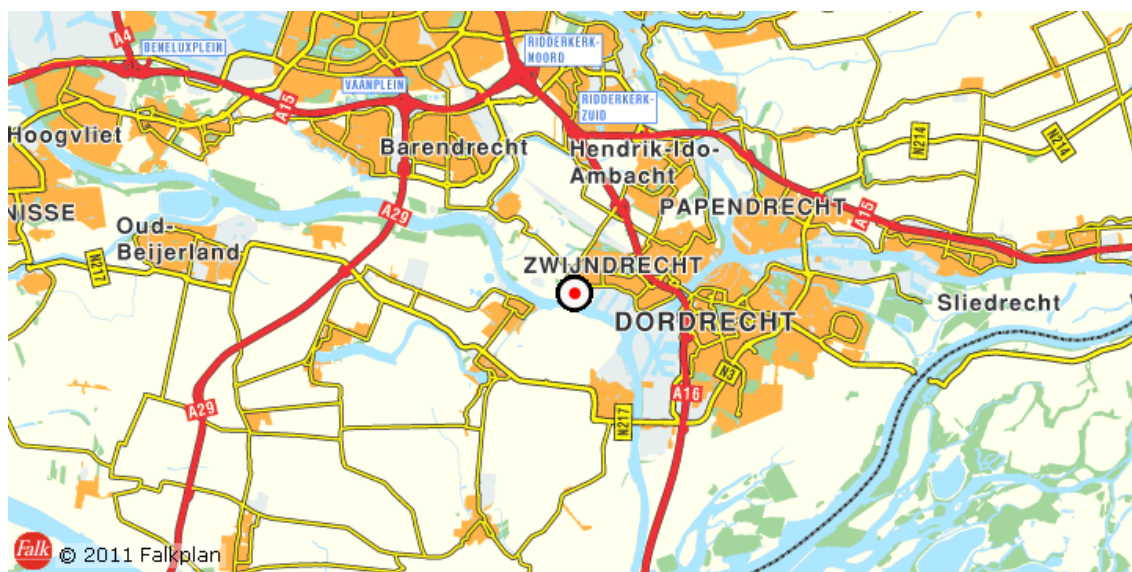 A4
BENELUXPLEIN
RIDDERKERK-
NOORD
VAANPLEIN
A15
RIDDERKERK-
ZUID
Hoogvliet
Barendrecht
Hendrik-Ido-
Ambacht
N214
N214
NISSE
Oud-
Beijerland
A29
PAPENDRECHT
A15
N217
ZWIJNDRECHT
Sliedrecht
DORDRECHT
N3
A16
A29
N217
Falk © 2011 Falkplan